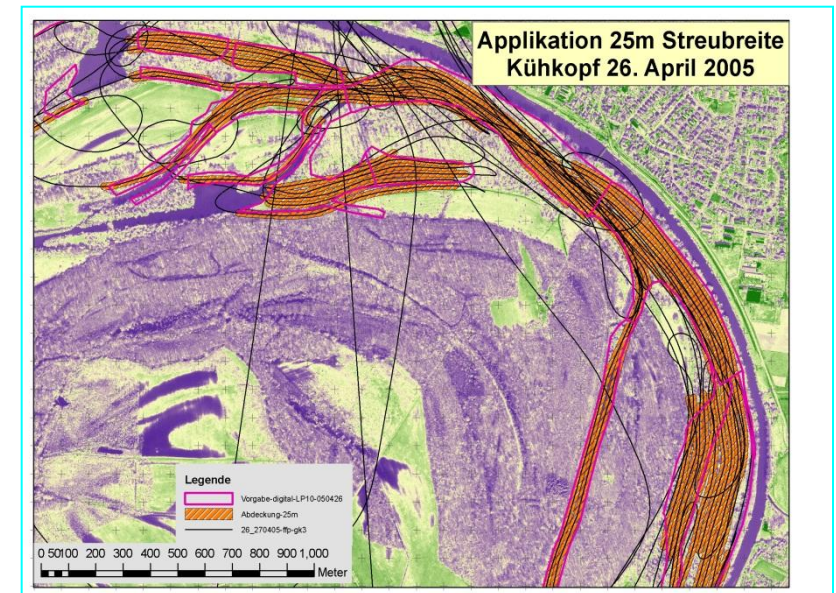 Applikation 25m Streubreite
Kühkopf 26. April 2005
Legende
Vorgabe-digital-LP10-050426
Abdeckung-25m
26_270405-ffp-gk3
0 50100 200 300 400 500 600 700 800 900 1,000
Meter